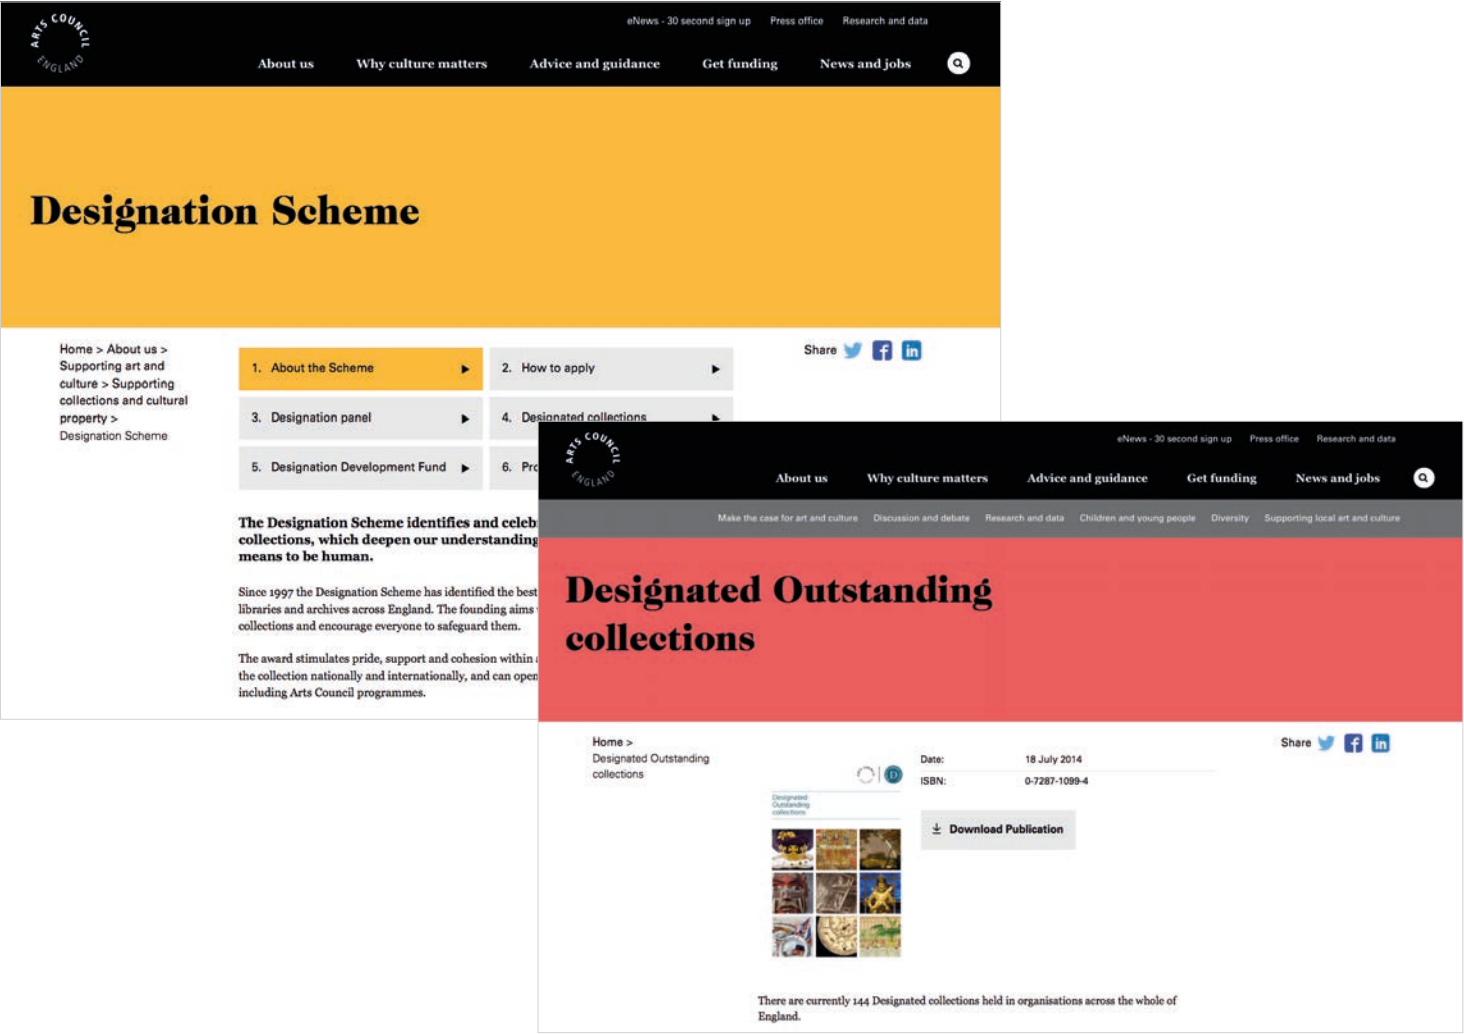 ARTS COUNCIL
ENGLAND
eNews - 30 second sign up Press office Research and data
About us Why culture matters Advice and guidance Get funding News and jobs
Designation Scheme
Home > About us >
Supporting art and
culture > Supporting
collections and cultural
property >
Designation Scheme
1. About the Scheme
2. How to apply
3. Designation panel
4. Designated collections
5. Designation Development Fund
6.
Share
The Designation Scheme identifies and
collections, which deepen our understanding
means to be human.
Since 1997 the Designation Scheme has identified the best
libraries and archives across England. The founding aims
collections and encourage everyone to safeguard them.
The award stimulates pride, support and cohesion within
the collection nationally and internationally, and can open
including Arts Council programmes.
ARTS COUNCIL
ENGLAND
eNews - 30 second sign up Press office Research and data
About us Why culture matters Advice and guidance Get funding News and jobs
Make the case for art and culture Discussion and debate Research and data Children and young people Diversity Supporting local art and culture
Designated Outstanding
collections
Home >
Designated Outstanding
collections
Share
D
Designated
Outstanding
collections
Date: 18 July 2014
ISBN: 0-7287-1099-4
Download Publication
There are currently 144 Designated collections held in organisations across the whole of
England.